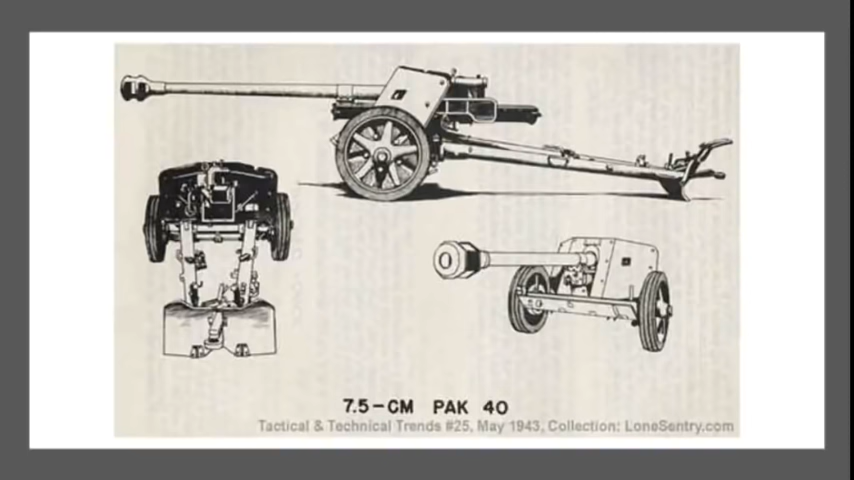 7.5-CM PAK 40
Tactical & Technical Trends #25, May 1943, Collection: LoneSentry.com